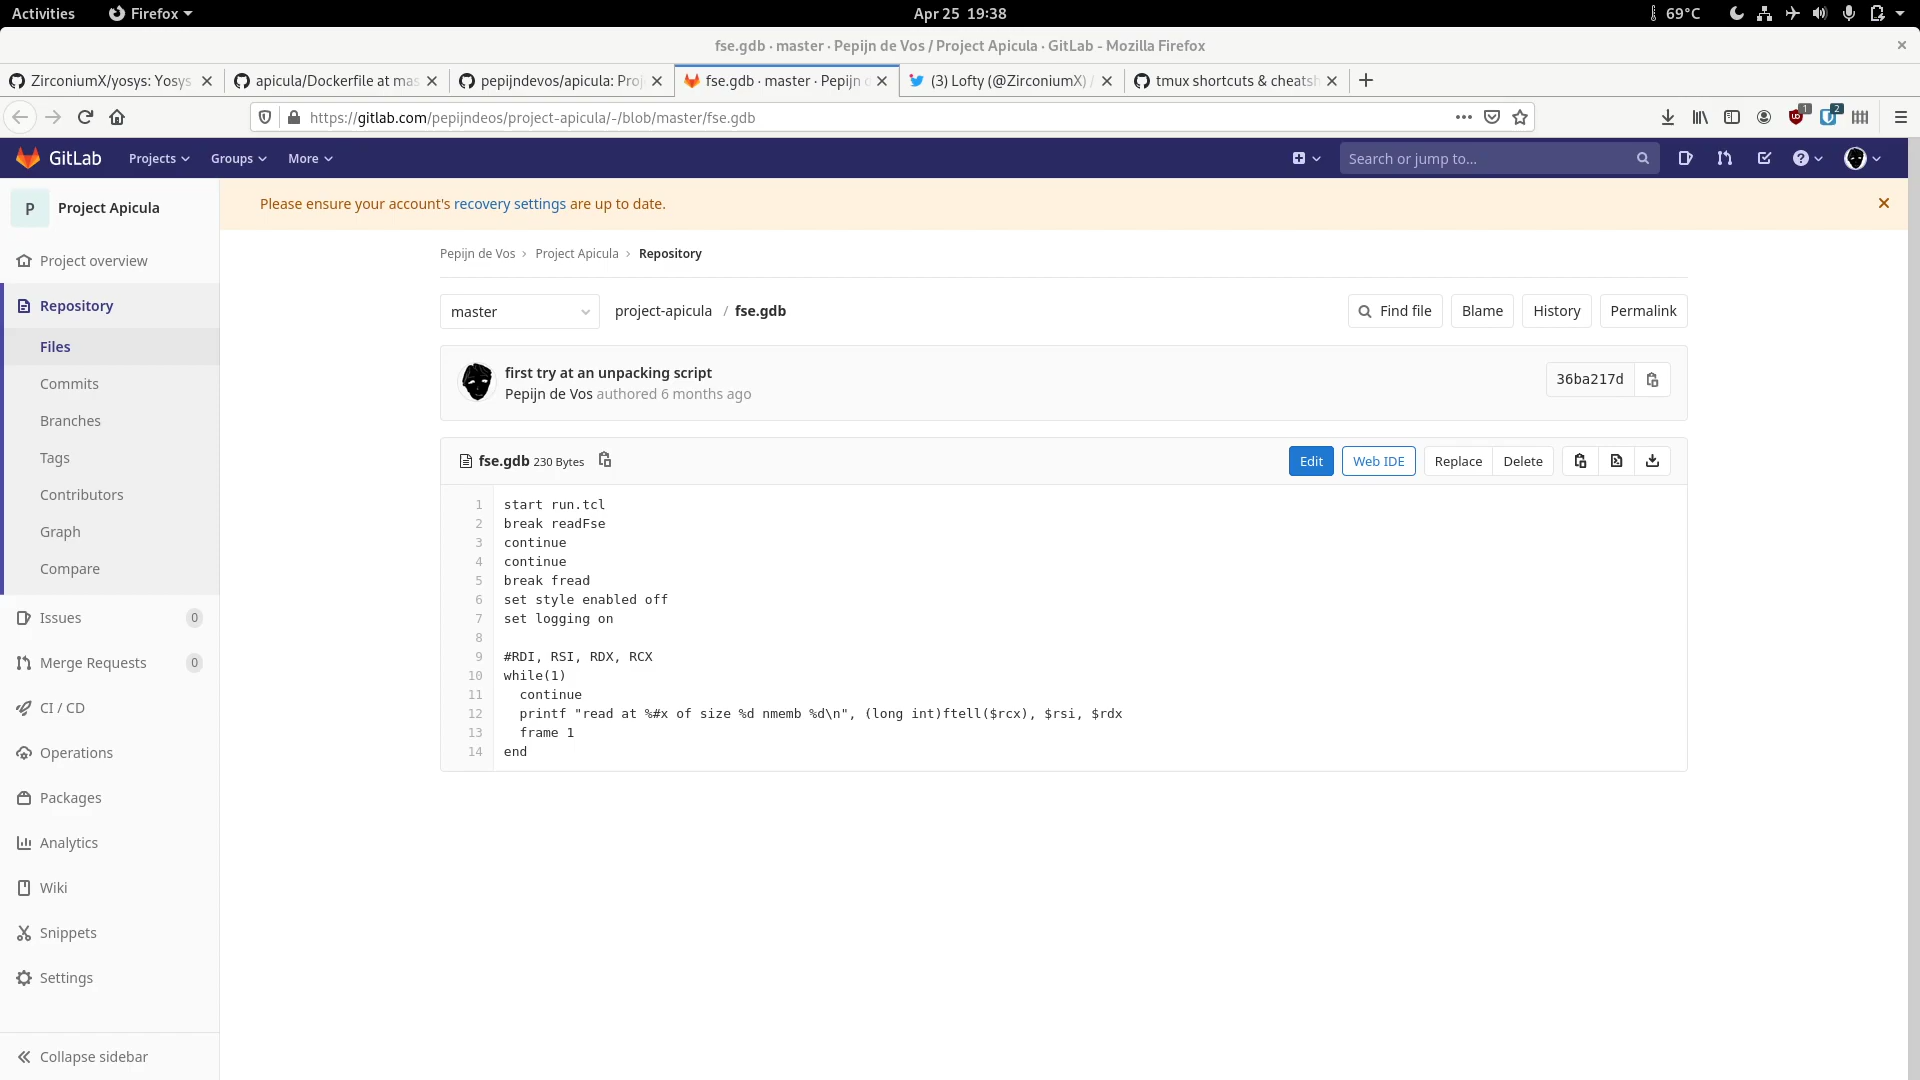 Activities Firefox Apr 25 19:38 69°C
fse.gdb · master · Pepijn de Vos / Project Apicula · GitLab - Mozilla Firefox
ZirconiumX/yosys: Yosys apicula/Dockerfile at mas pepijndevos/apicula: Proj fse.gdb · master · Pepijn d (3) Lofty (@ZirconiumX) / tmux shortcuts & cheatsh
https://gitlab.com/pepijndeos/project-apicula/-/blob/master/fse.gdb 1 2
GitLab Projects Groups More Search or jump to...
P Project Apicula
Please ensure your account's recovery settings are up to date.
Project overview
Repository
Files
Commits
Branches
Tags
Contributors
Graph
Compare
Issues 0
Merge Requests 0
CI / CD
Operations
Packages
Analytics
Wiki
Snippets
Settings
Collapse sidebar
Pepijn de Vos › Project Apicula › Repository
master project-apicula / fse.gdb Find file Blame History Permalink
first try at an unpacking script
Pepijn de Vos authored 6 months ago
36ba217d
fse.gdb 230 Bytes Edit Web IDE Replace Delete
1 start run.tcl
2 break readFse
3 continue
4 continue
5 break fread
6 set style enabled off
7 set logging on
8
9 #RDI, RSI, RDX, RCX
10 while(1)
11 continue
12 printf "read at %#x of size %d nmemb %d\n", (long int)ftell($rcx), $rsi, $rdx
13 frame 1
14 end